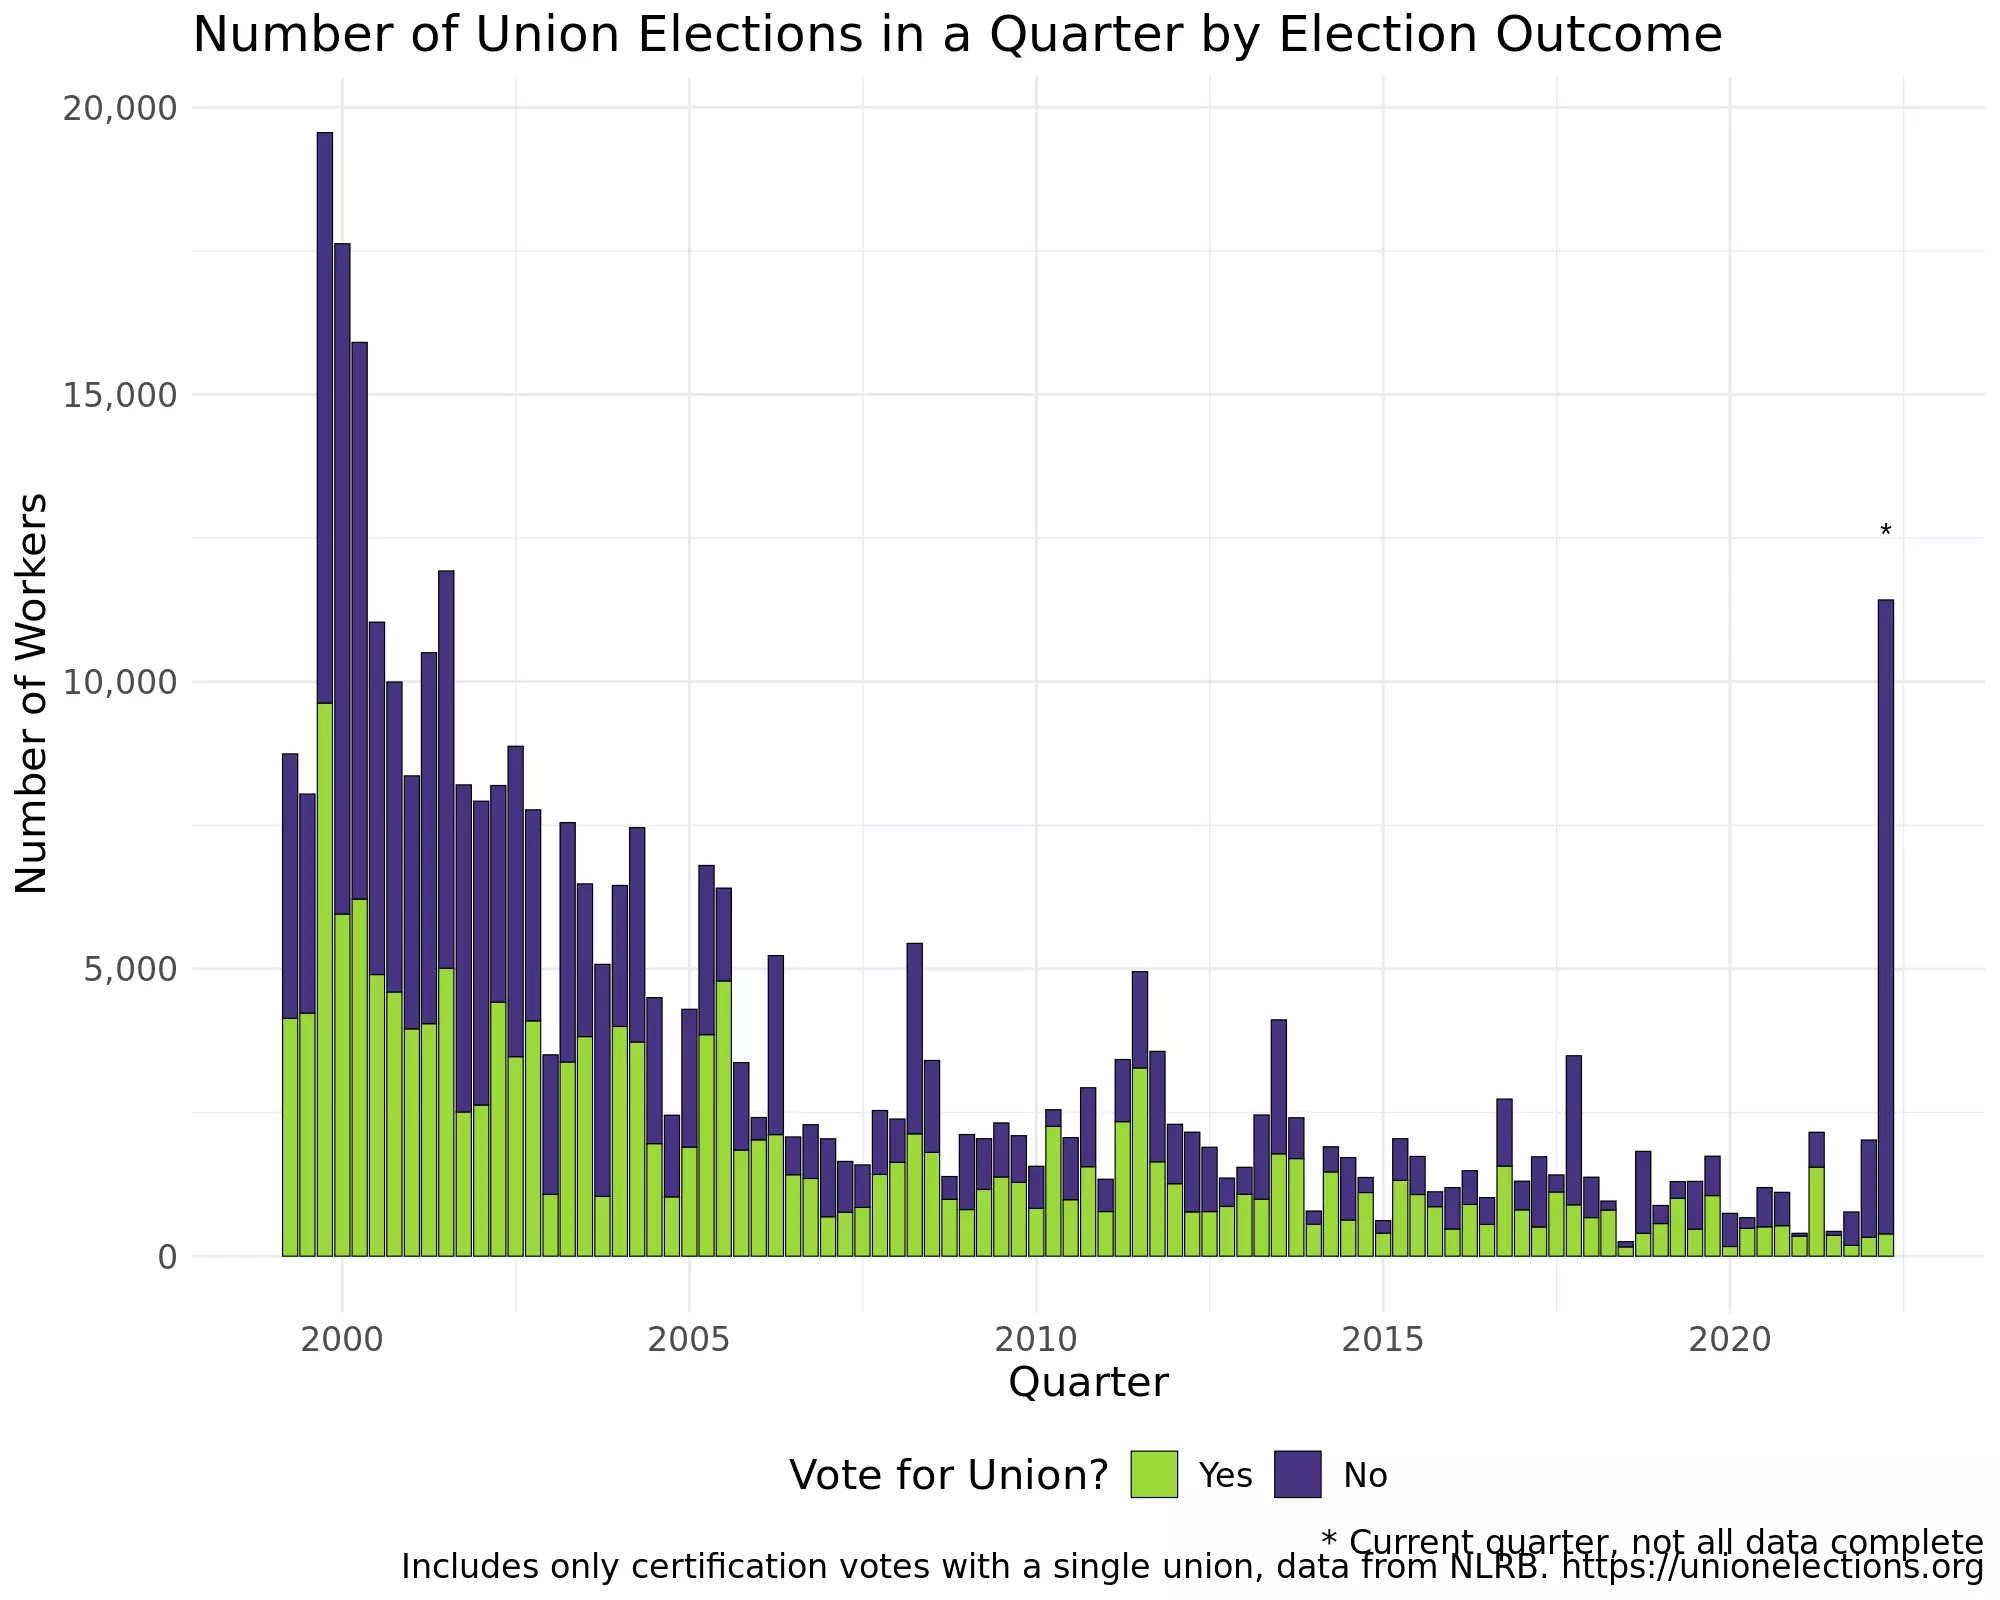 Number of Union Elections in a Quarter by Election Outcome
20,000
15,000
10,000
5,000
0
Number of Workers
*
2000 2005 2010 2015 2020
Quarter
Vote for Union? Yes No
* Current quarter, not all data complete
Includes only certification votes with a single union, data from NLRB. https://unionelections.org